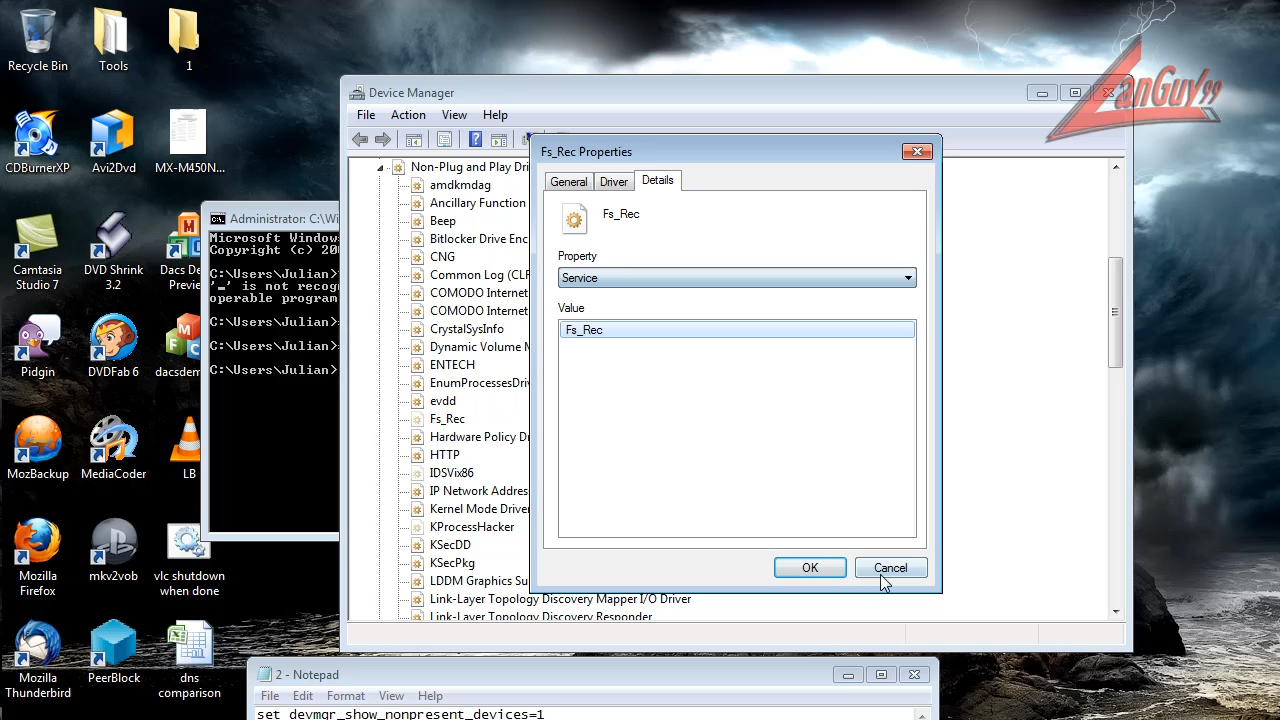 Recycle Bin
Tools
1
CDBurnerXP
Avi2Dvd
MX-M450N...
Camtasia
Studio 7
DVD Shrink
3.2
Dacs Dem
Preview
Pidgin
DVDFab 6
dacsdem
MozBackup
MediaCoder
LB
Mozilla
Firefox
mkv2vob
vlc shutdown
when done
Mozilla
Thunderbird
PeerBlock
dns
comparison
LanGuy99
Administrator: C:\Wi
Microsoft Window
Copyright (c) 20
C:\Users\Julian>
is not recog
operable program
C:\Users\Julian>
C:\Users\Julian>
C:\Users\Julian>
Device Manager
File Action View Help
Non-Plug and Play Dri
amdkmdag
Ancillary Function
Beep
Bitlocker Drive Enc
CNG
Common Log (CLF
COMODO Internet
COMODO Internet
CrystalSysInfo
Dynamic Volume M
ENTECH
EnumProcessesDriv
evdd
Fs_Rec
Hardware Policy Dr
HTTP
IDSVix86
IP Network Addres
Kernel Mode Driver
KProcessHacker
KSecDD
KSecPkg
LDDM Graphics Su
Link-Layer Topology Discovery Mapper I/O Driver
Link-Layer Topology Discovery Responder
Fs_Rec Properties
General Driver Details
Fs_Rec
Property
Service
Value
Fs_Rec
OK Cancel
2 - Notepad
File Edit Format View Help
set devmgr_show_nonpresent_devices=1